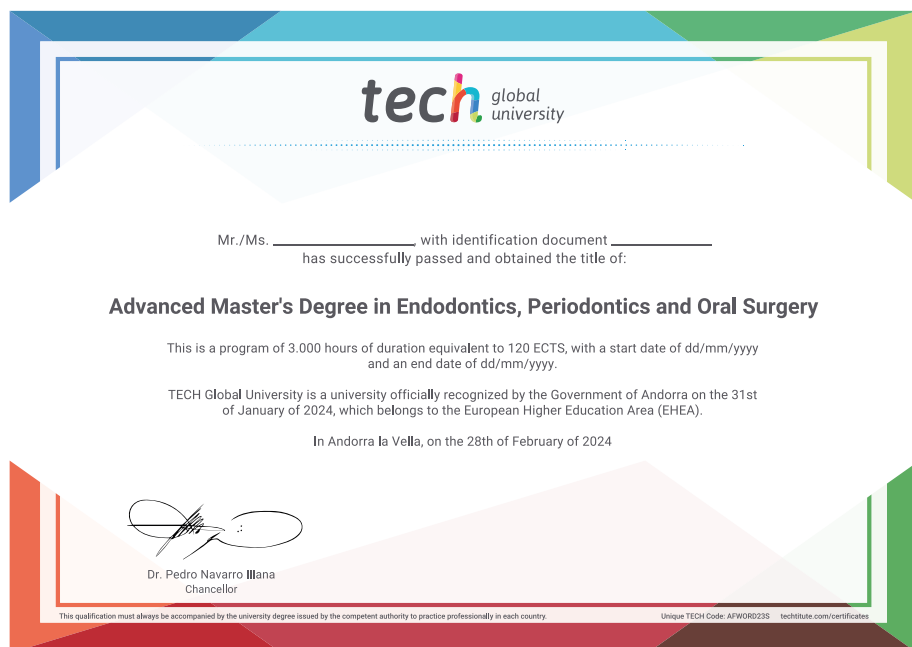 tech global
university
Mr./Ms. ____________, with identification document ____________
has successfully passed and obtained the title of:
Advanced Master's Degree in Endodontics, Periodontics and Oral Surgery
This is a program of 3.000 hours of duration equivalent to 120 ECTS, with a start date of dd/mm/yyyy
and an end date of dd/mm/yyyy.
TECH Global University is a university officially recognized by the Government of Andorra on the 31st
of January of 2024, which belongs to the European Higher Education Area (EHEA).
In Andorra la Vella, on the 28th of February of 2024
Dr. Pedro Navarro Illana
Chancellor
This qualification must always be accompanied by the university degree issued by the competent authority to practice professionally in each country. Unique TECH Code: AFWORD23S techtitute.com/certificates